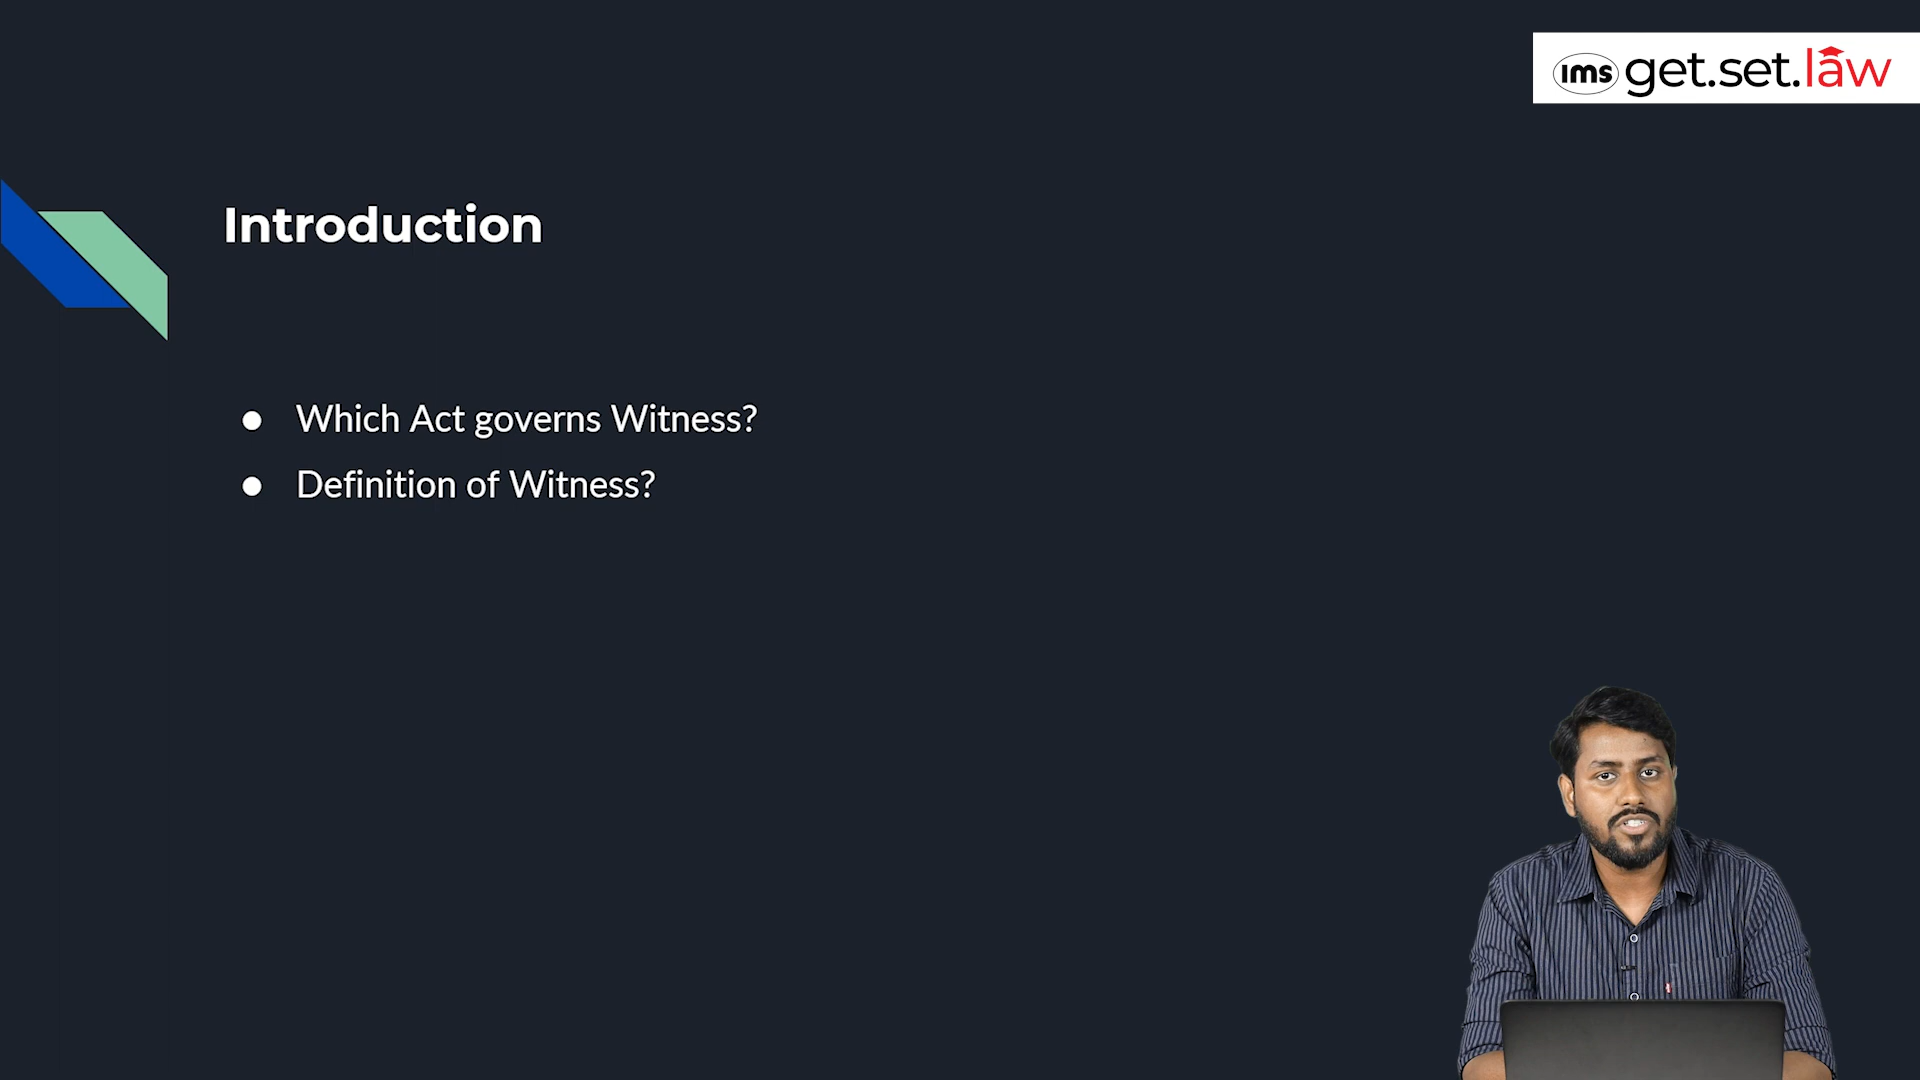 ims get.set.law
Introduction
● Which Act governs Witness?
● Definition of Witness?